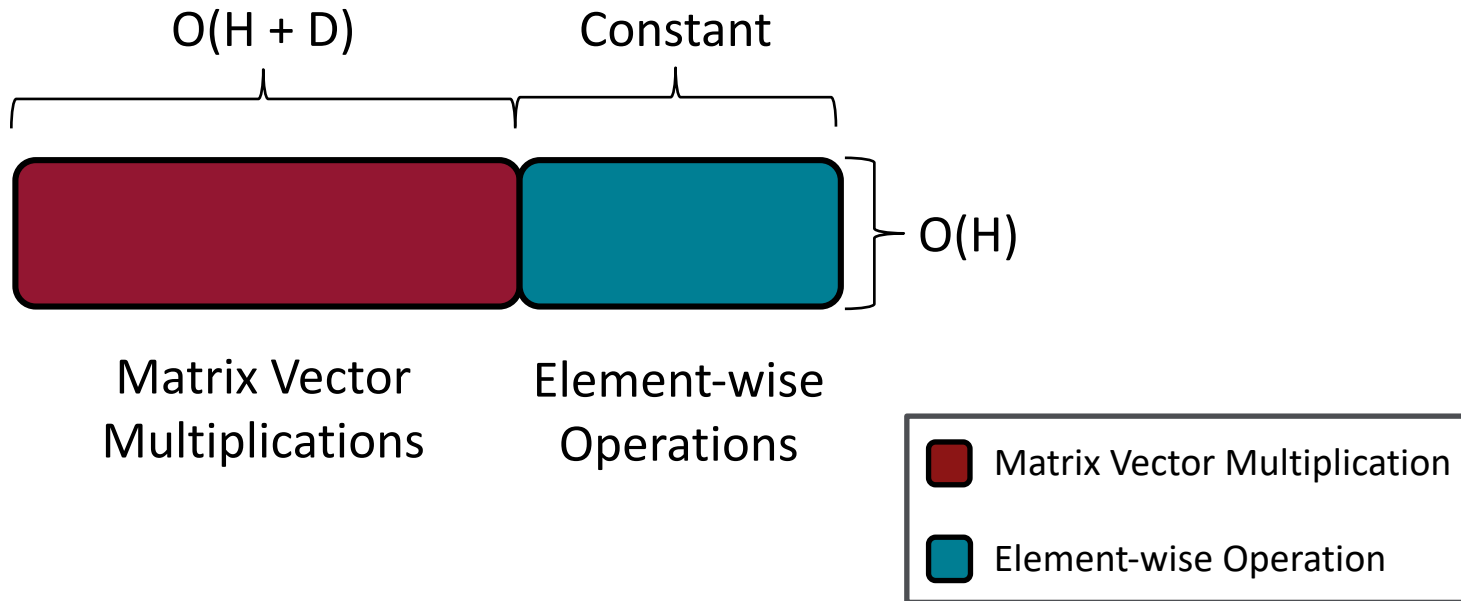 O(H + D)
Constant
O(H)
Matrix Vector
Multiplications
Element-wise
Operations
Matrix Vector Multiplication
Element-wise Operation